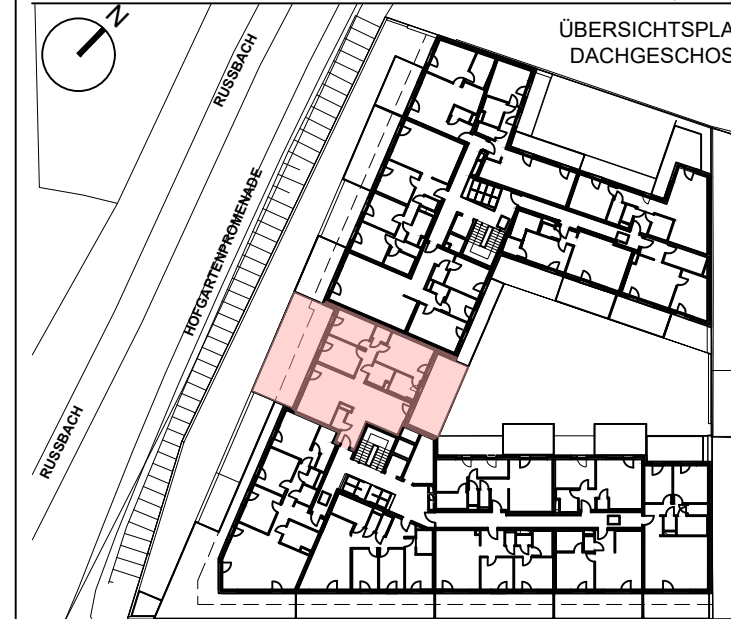 N
ÜBERSICHTSPLA
DACHGESCHOS
RUSSBACH
HOFGARTENPROMENADE
RUSSBACH